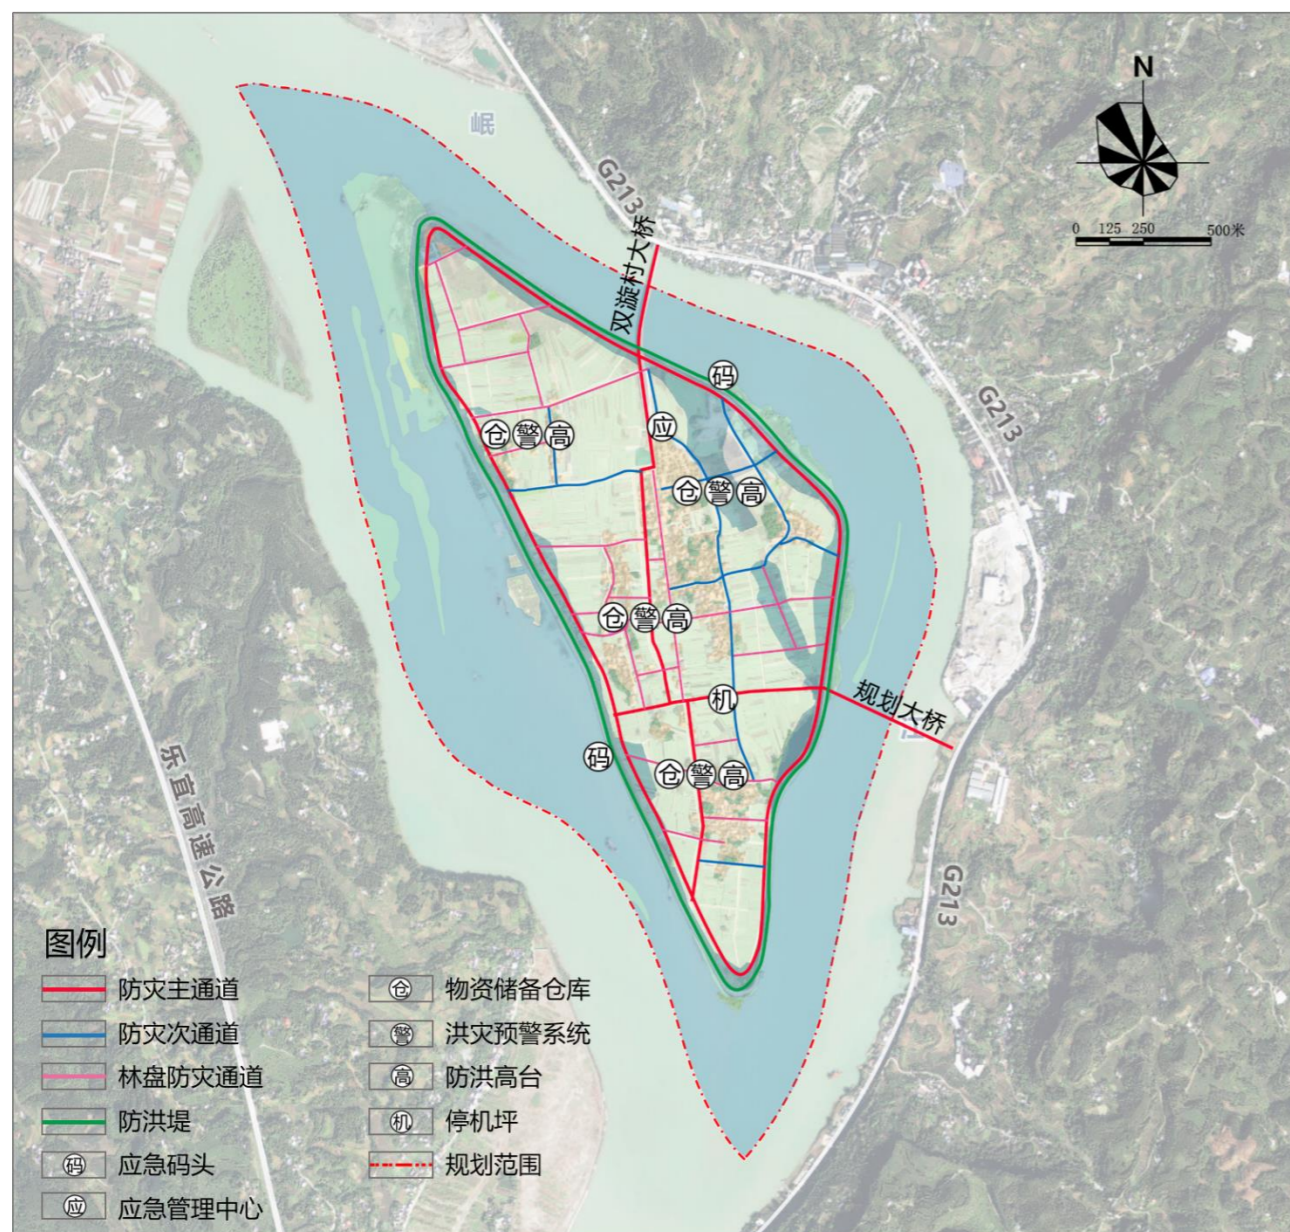 N
0 125 250 500米
岷
G213
双漩村大桥
码
G213
仓 警 高
应
仓 警 高
仓 警 高
机
规划大桥
江
码
仓 警 高
乐宜高速公路
G213
图例
防灾主通道
防灾次通道
林盘防灾通道
防洪堤
码 应急码头
应 应急管理中心
仓 物资储备仓库
警 洪灾预警系统
高 防洪高台
机 停机坪
规划范围